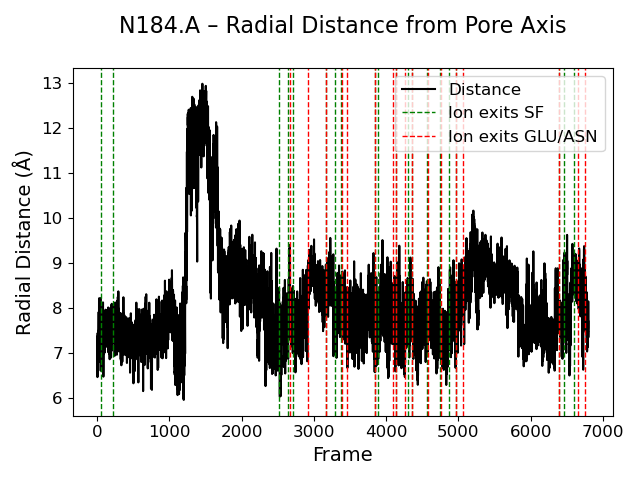 N184.A – Radial Distance from Pore Axis
Radial Distance (Å)
13
12
11
10
9
8
7
6
Distance
Ion exits SF
Ion exits GLU/ASN
0
1000
2000
3000
4000
5000
6000
7000
Frame